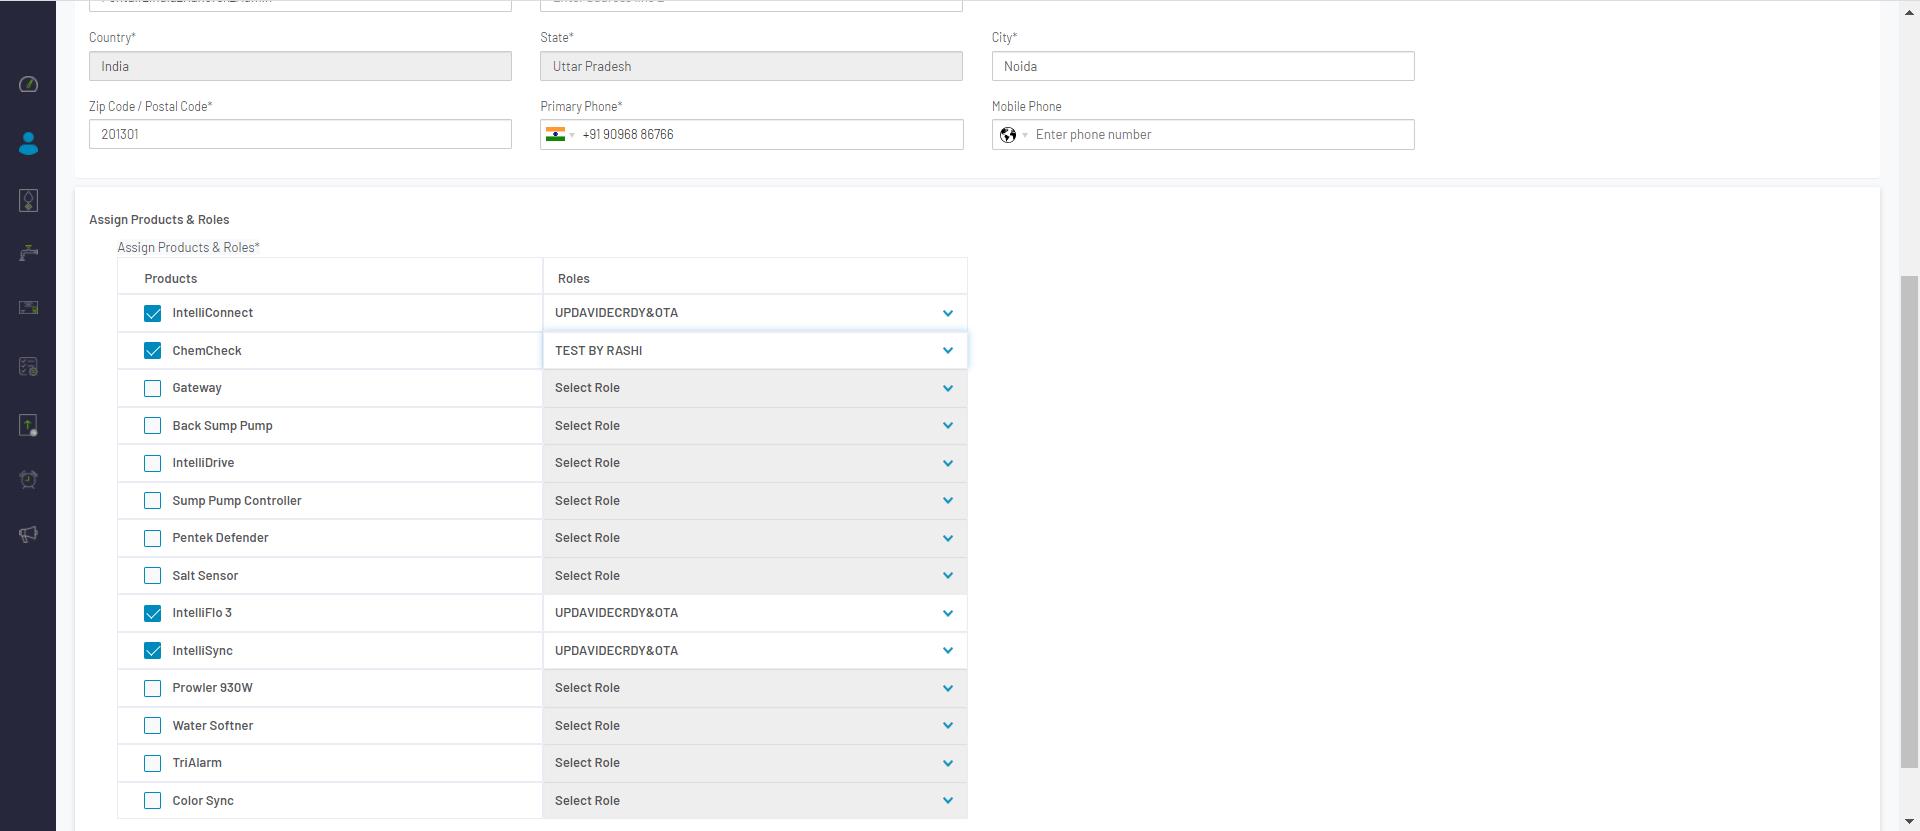 Country* State* City*
India Uttar Pradesh Noida
Zip Code / Postal Code* Primary Phone* Mobile Phone
201301 +91 90968 86766 Enter phone number
Assign Products & Roles
Assign Products & Roles*
Products Roles
IntelliConnect UPDAVIDECRDY&OTA
ChemCheck TEST BY RASHI
Gateway Select Role
Back Sump Pump Select Role
IntelliDrive Select Role
Sump Pump Controller Select Role
Pentek Defender Select Role
Salt Sensor Select Role
IntelliFlo 3 UPDAVIDECRDY&OTA
IntelliSync UPDAVIDECRDY&OTA
Prowler 930W Select Role
Water Softner Select Role
TriAlarm Select Role
Color Sync Select Role